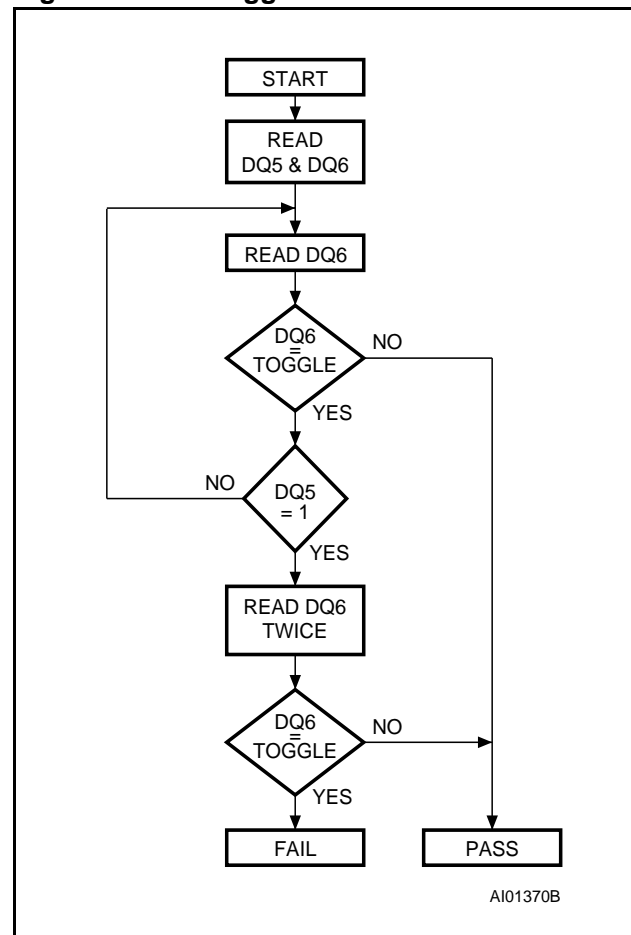 START
READ
DQ5 & DQ6
READ DQ6
DQ6
=
TOGGLE
NO
YES
NO
DQ5
= 1
YES
READ DQ6
TWICE
DQ6
=
TOGGLE
NO
YES
FAIL
PASS
AI01370B